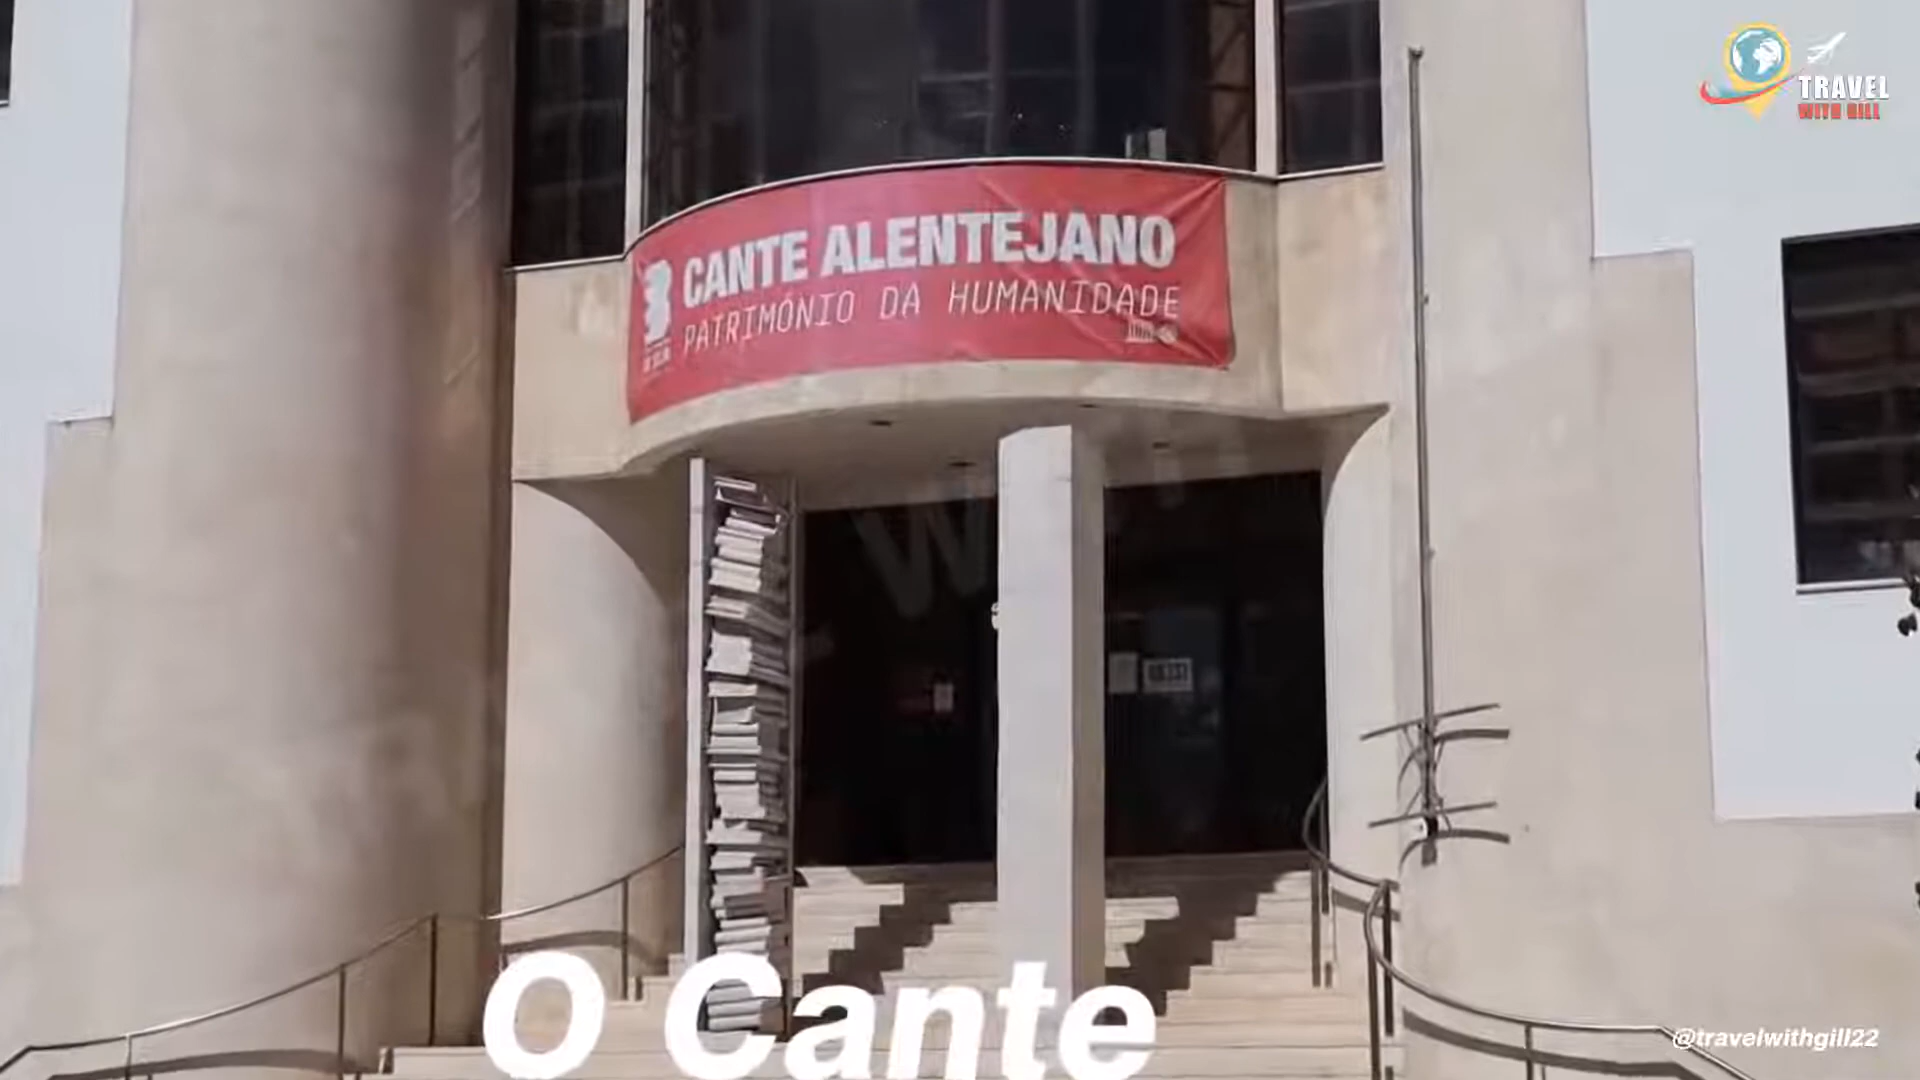 TRAVEL
WITH GILL
CANTE ALENTEJANO
PATRIMÓNIO DA HUMANIDADE
O Cante
@travelwithgill22